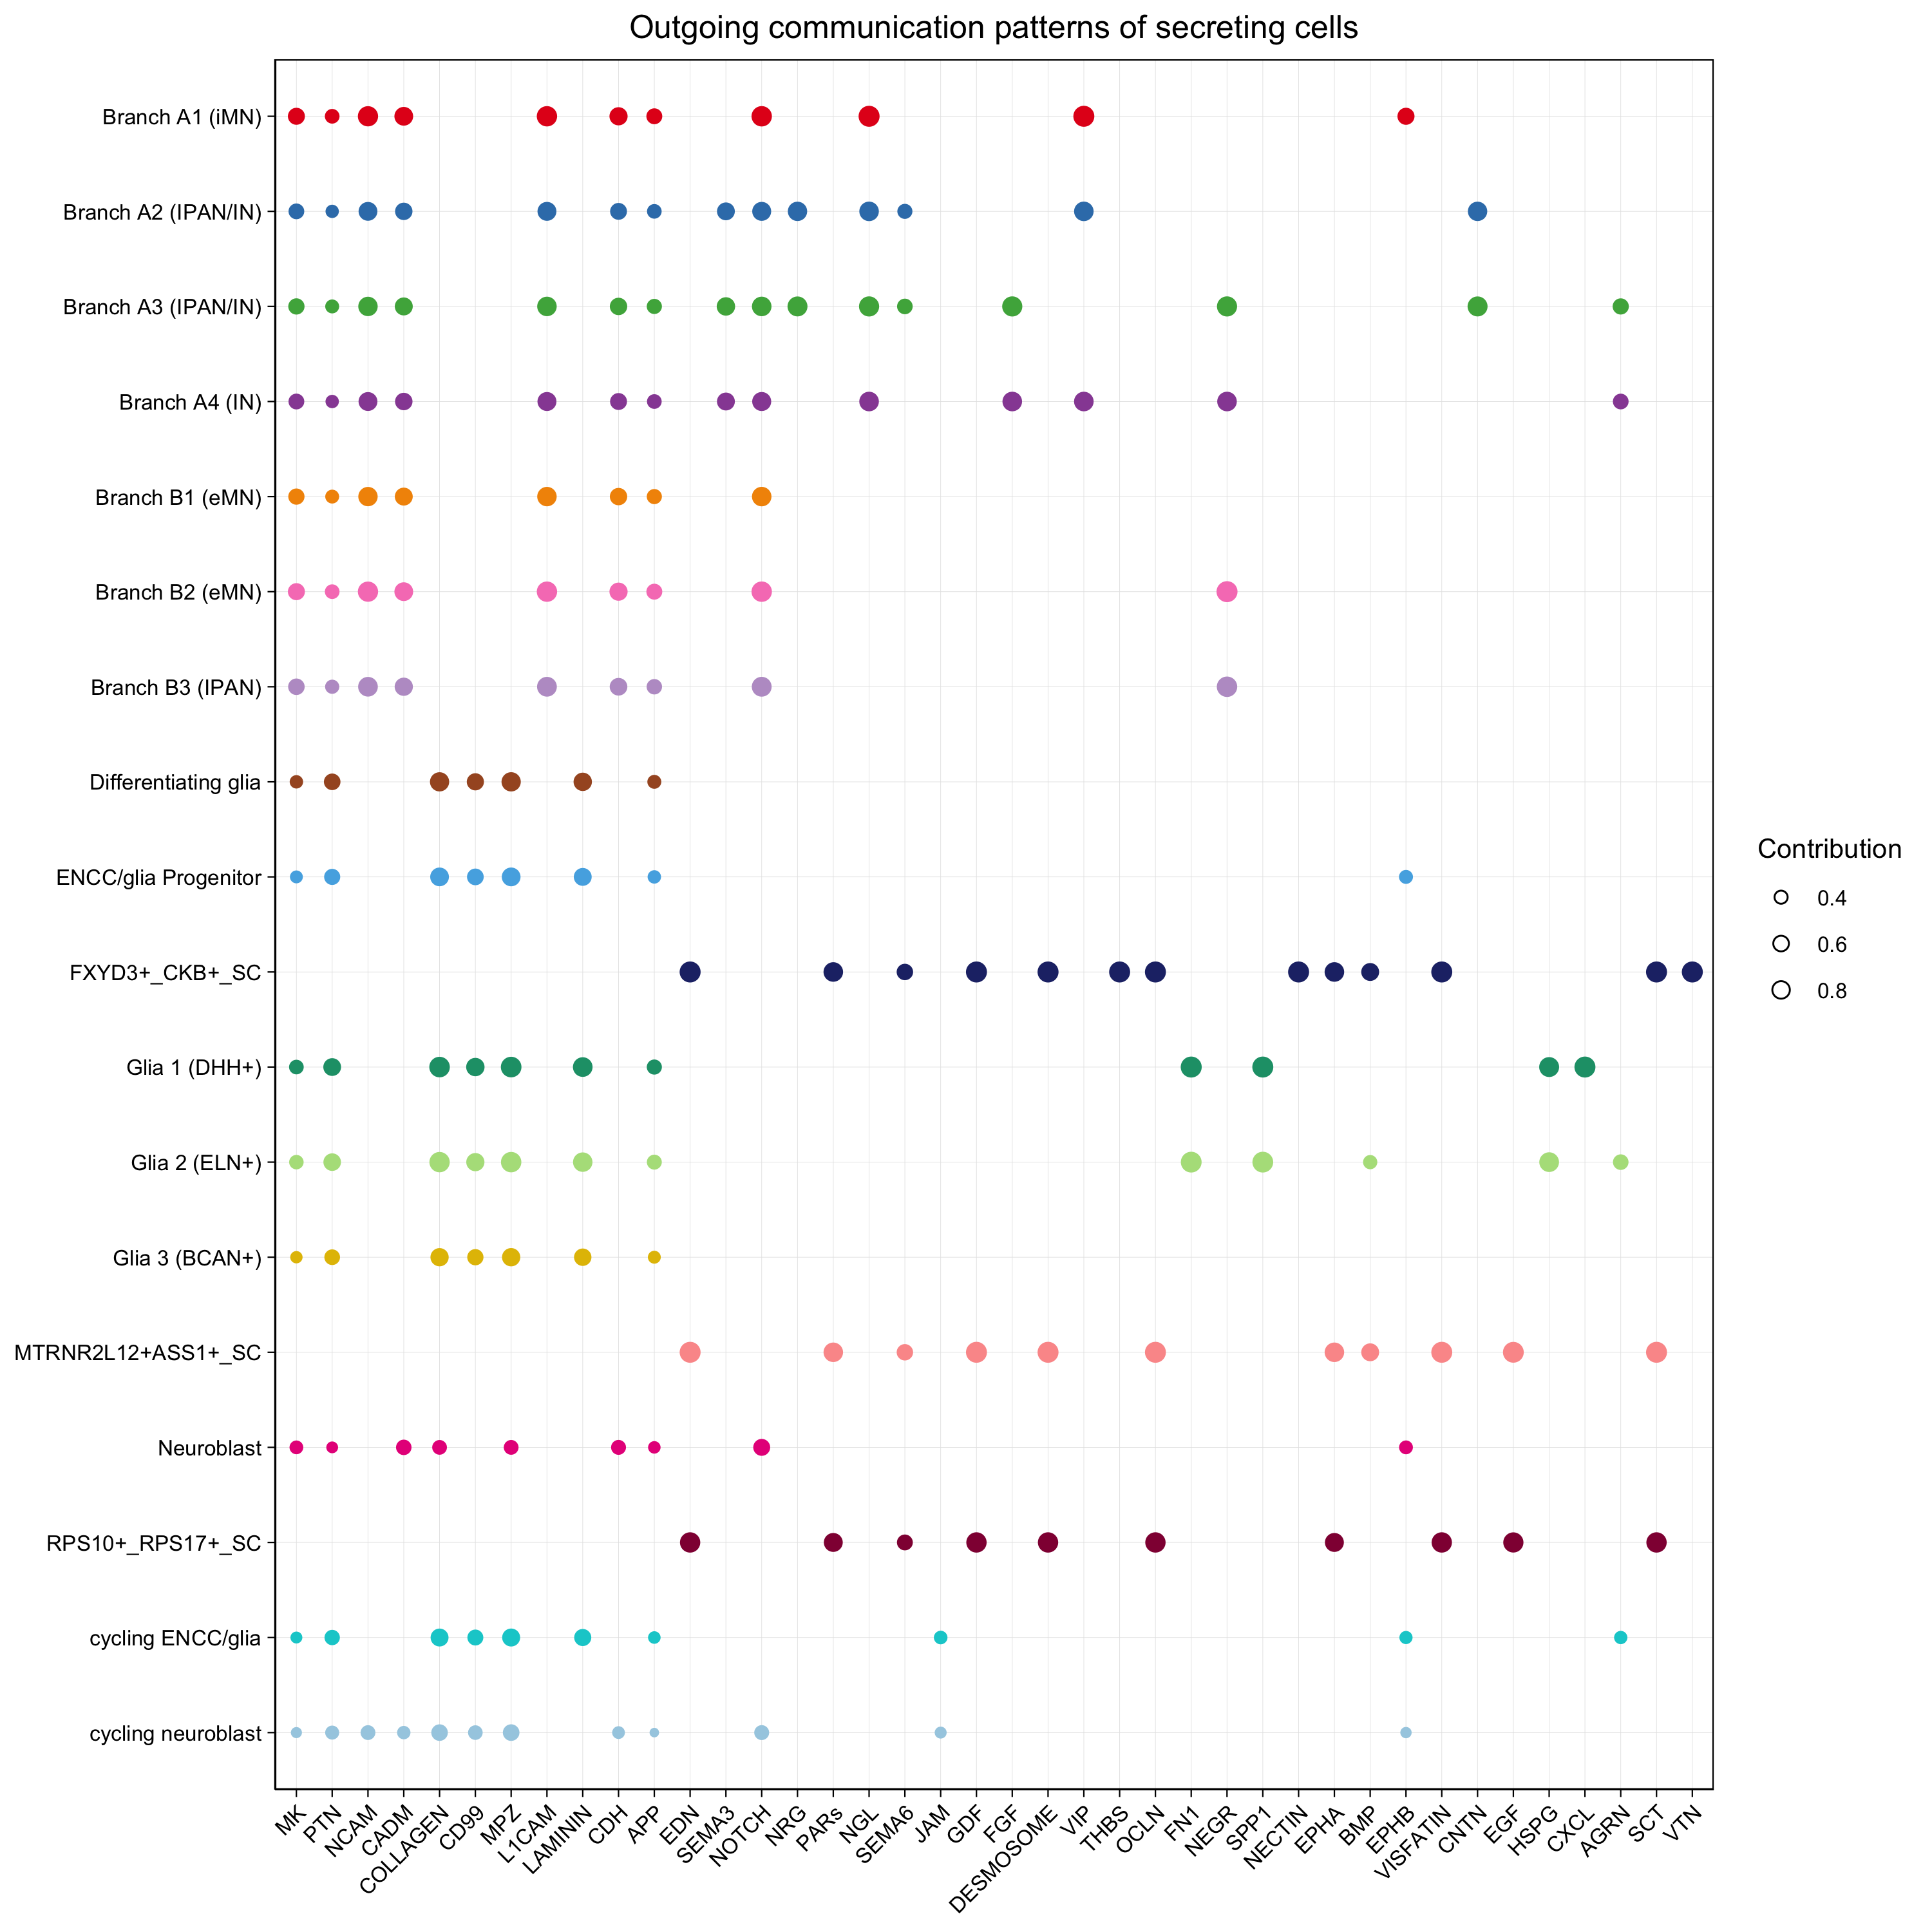 Outgoing communication patterns of secreting cells
Branch A1 (iMN)
Branch A2 (IPAN/IN)
Branch A3 (IPAN/IN)
Branch A4 (IN)
Branch B1 (eMN)
Branch B2 (eMN)
Branch B3 (IPAN)
Differentiating glia
ENCC/glia Progenitor
FXYD3+_CKB+_SC
Glia 1 (DHH+)
Glia 2 (ELN+)
Glia 3 (BCAN+)
MTRNR2L12+ASS1+_SC
Neuroblast
RPS10+_RPS17+_SC
cycling ENCC/glia
cycling neuroblast
MK
PTN
NCAM
CADM
COLLAGEN
CD99
MPZ
L1CAM
LAMININ
CDH
APP
EDN
SEMA3
NOTCH
NRG
PARs
NGL
SEMA6
JAM
GDF
FGF
DESMOSOME
VIP
THBS
OCLN
FN1
NEGR
SPP1
NECTIN
EPHA
BMP
EPHB
VISFATIN
CNTN
EGF
HSPG
CXCL
AGRN
SCT
VTN
Contribution
0.4
0.6
0.8